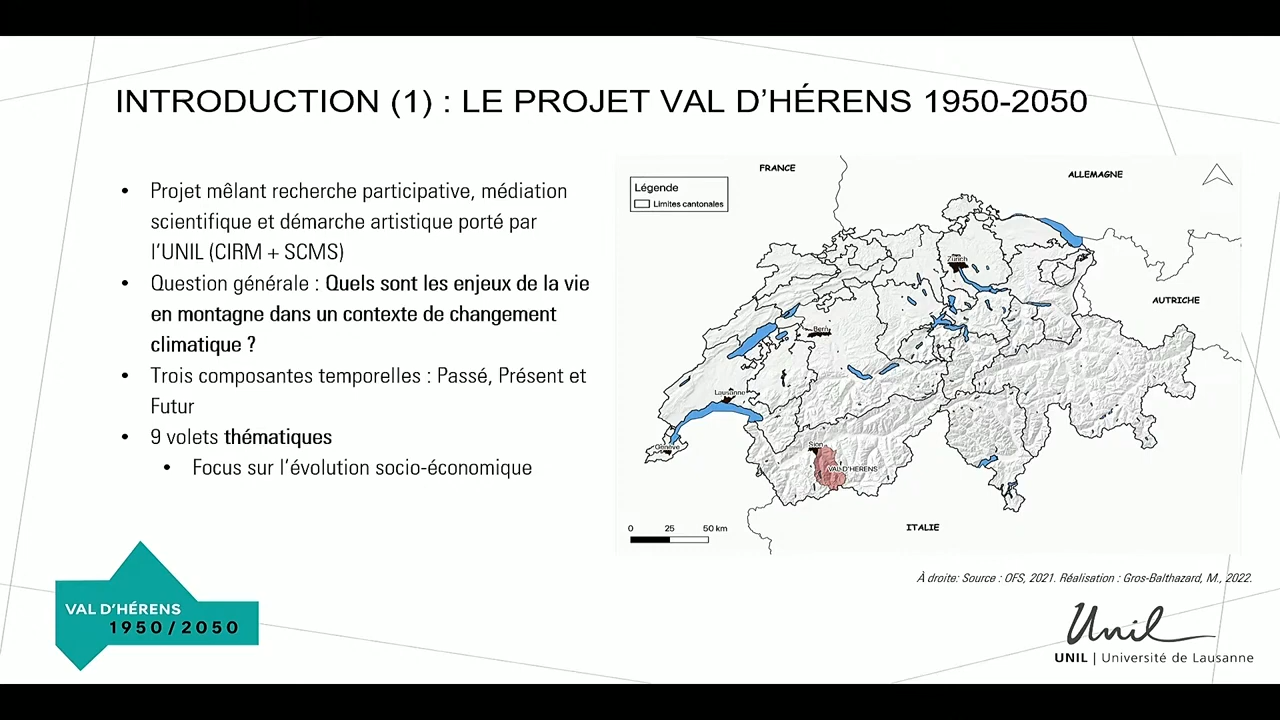 INTRODUCTION (1) : LE PROJET VAL D’HÉRENS 1950-2050
• Projet mêlant recherche participative, médiation
scientifique et démarche artistique porté par
l’UNIL (CIRM + SCMS)
• Question générale : Quels sont les enjeux de la vie
en montagne dans un contexte de changement
climatique ?
• Trois composantes temporelles : Passé, Présent et
Futur
• 9 volets thématiques
• Focus sur l’évolution socio-économique
FRANCE
ALLEMAGNE
Légende
Limites cantonales
Zürich
AUTRICHE
Bern
Lausanne
Genève
Sion
VAL D'HÉRENS
ITALIE
0 25 50 km
À droite: Source : OFS, 2021. Réalisation : Gros-Balthazard, M., 2022.
VAL D’HÉRENS
1950/2050
Unil
UNIL | Université de Lausanne